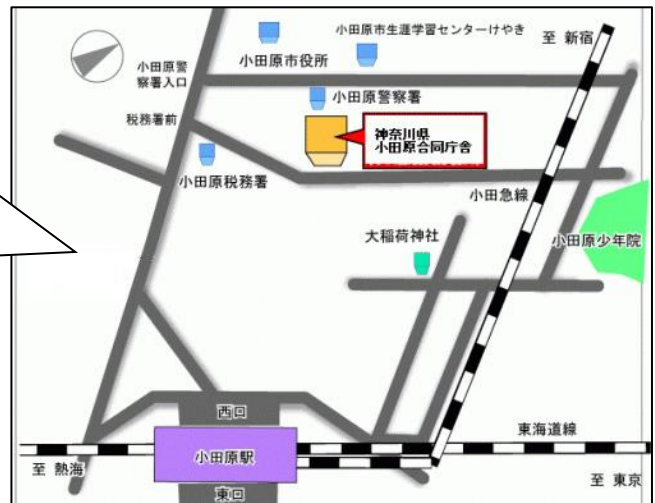 小田原市生涯学習センターけやき
至 新宿
小田原市役所
小田原警
察署入口
小田原警察署
税務署前
神奈川県
小田原合同庁舎
小田原税務署
小田急線
大稲荷神社
小田原少年院
西口
東海道線
小田原駅
至 熱海
至 東京
東口